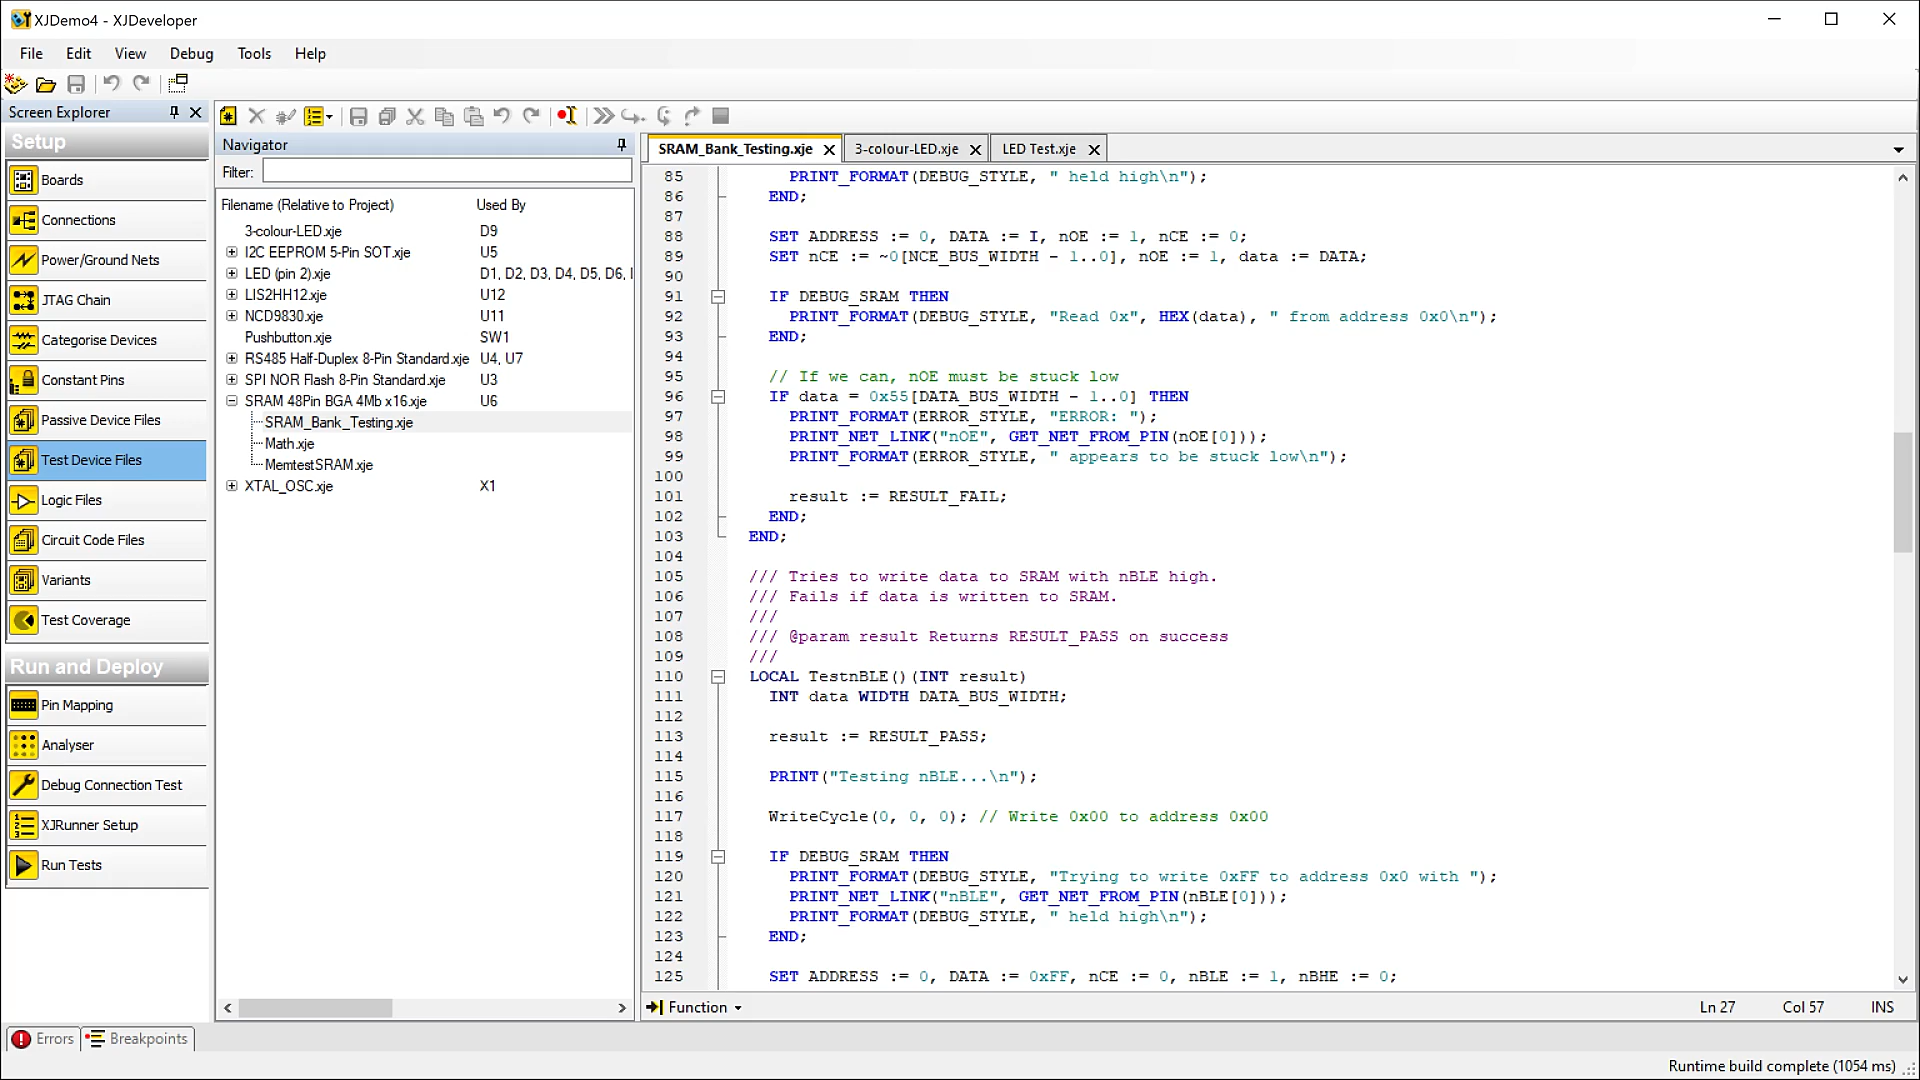 XJDemo4 - XJDeveloper
File Edit View Debug Tools Help
Screen Explorer
Setup
Boards
Connections
Power/Ground Nets
JTAG Chain
Categorise Devices
Constant Pins
Passive Device Files
Test Device Files
Logic Files
Circuit Code Files
Variants
Test Coverage
Run and Deploy
Pin Mapping
Analyser
Debug Connection Test
XJRunner Setup
Run Tests
Navigator
Filter:
Filename (Relative to Project) Used By
3-colour-LED.xje D9
I2C EEPROM 5-Pin SOT.xje U5
LED (pin 2).xje D1, D2, D3, D4, D5, D6,
LIS2HH12.xje U12
NCD9830.xje U11
Pushbutton.xje SW1
RS485 Half-Duplex 8-Pin Standard.xje U4, U7
SPI NOR Flash 8-Pin Standard.xje U3
SRAM 48Pin BGA 4Mb x16.xje U6
SRAM_Bank_Testing.xje
Math.xje
MemtestSRAM.xje
XTAL_OSC.xje X1
SRAM_Bank_Testing.xje 3-colour-LED.xje LED Test.xje
85 PRINT_FORMAT(DEBUG_STYLE, " held high\n");
86 END;
87
88 SET ADDRESS := 0, DATA := I, nOE := 1, nCE := 0;
89 SET nCE := ~0[NCE_BUS_WIDTH - 1..0], nOE := 1, data := DATA;
90
91 IF DEBUG_SRAM THEN
92 PRINT_FORMAT(DEBUG_STYLE, "Read 0x", HEX(data), " from address 0x0\n");
93 END;
94
95 // If we can, nOE must be stuck low
96 IF data = 0x55[DATA_BUS_WIDTH - 1..0] THEN
97 PRINT_FORMAT(ERROR_STYLE, "ERROR: ");
98 PRINT_NET_LINK("nOE", GET_NET_FROM_PIN(nOE[0]));
99 PRINT_FORMAT(ERROR_STYLE, " appears to be stuck low\n");
100
101 result := RESULT_FAIL;
102 END;
103 END;
104
105 /// Tries to write data to SRAM with nBLE high.
106 /// Fails if data is written to SRAM.
107 ///
108 /// @param result Returns RESULT_PASS on success
109 ///
110 LOCAL TestnBLE()(INT result)
111 INT data WIDTH DATA_BUS_WIDTH;
112
113 result := RESULT_PASS;
114
115 PRINT("Testing nBLE...\n");
116
117 WriteCycle(0, 0, 0); // Write 0x00 to address 0x00
118
119 IF DEBUG_SRAM THEN
120 PRINT_FORMAT(DEBUG_STYLE, "Trying to write 0xFF to address 0x0 with ");
121 PRINT_NET_LINK("nBLE", GET_NET_FROM_PIN(nBLE[0]));
122 PRINT_FORMAT(DEBUG_STYLE, " held high\n");
123 END;
124
125 SET ADDRESS := 0, DATA := 0xFF, nCE := 0, nBLE := 1, nBHE := 0;
Function Ln 27 Col 57 INS
Errors Breakpoints
Runtime build complete (1054 ms)